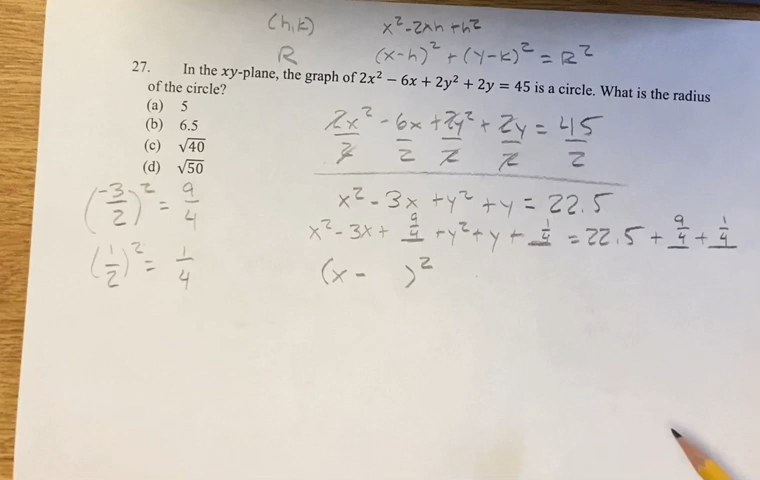 (h,k) x² - 2xh + h²
R (x-h)² + (y-k)² = R²
27. In the xy-plane, the graph of 2x² − 6x + 2y² + 2y = 45 is a circle. What is the radius
of the circle?
(a) 5
(b) 6.5
(c) √40
(d) √50
2x²/2 - 6x/2 + 2y²/2 + 2y/2 = 45/2
x² - 3x + y² + y = 22.5
x² - 3x + 9/4 + y² + y + 1/4 = 22.5 + 9/4 + 1/4
(x - )²
(-3/2)² = 9/4
(1/2)² = 1/4